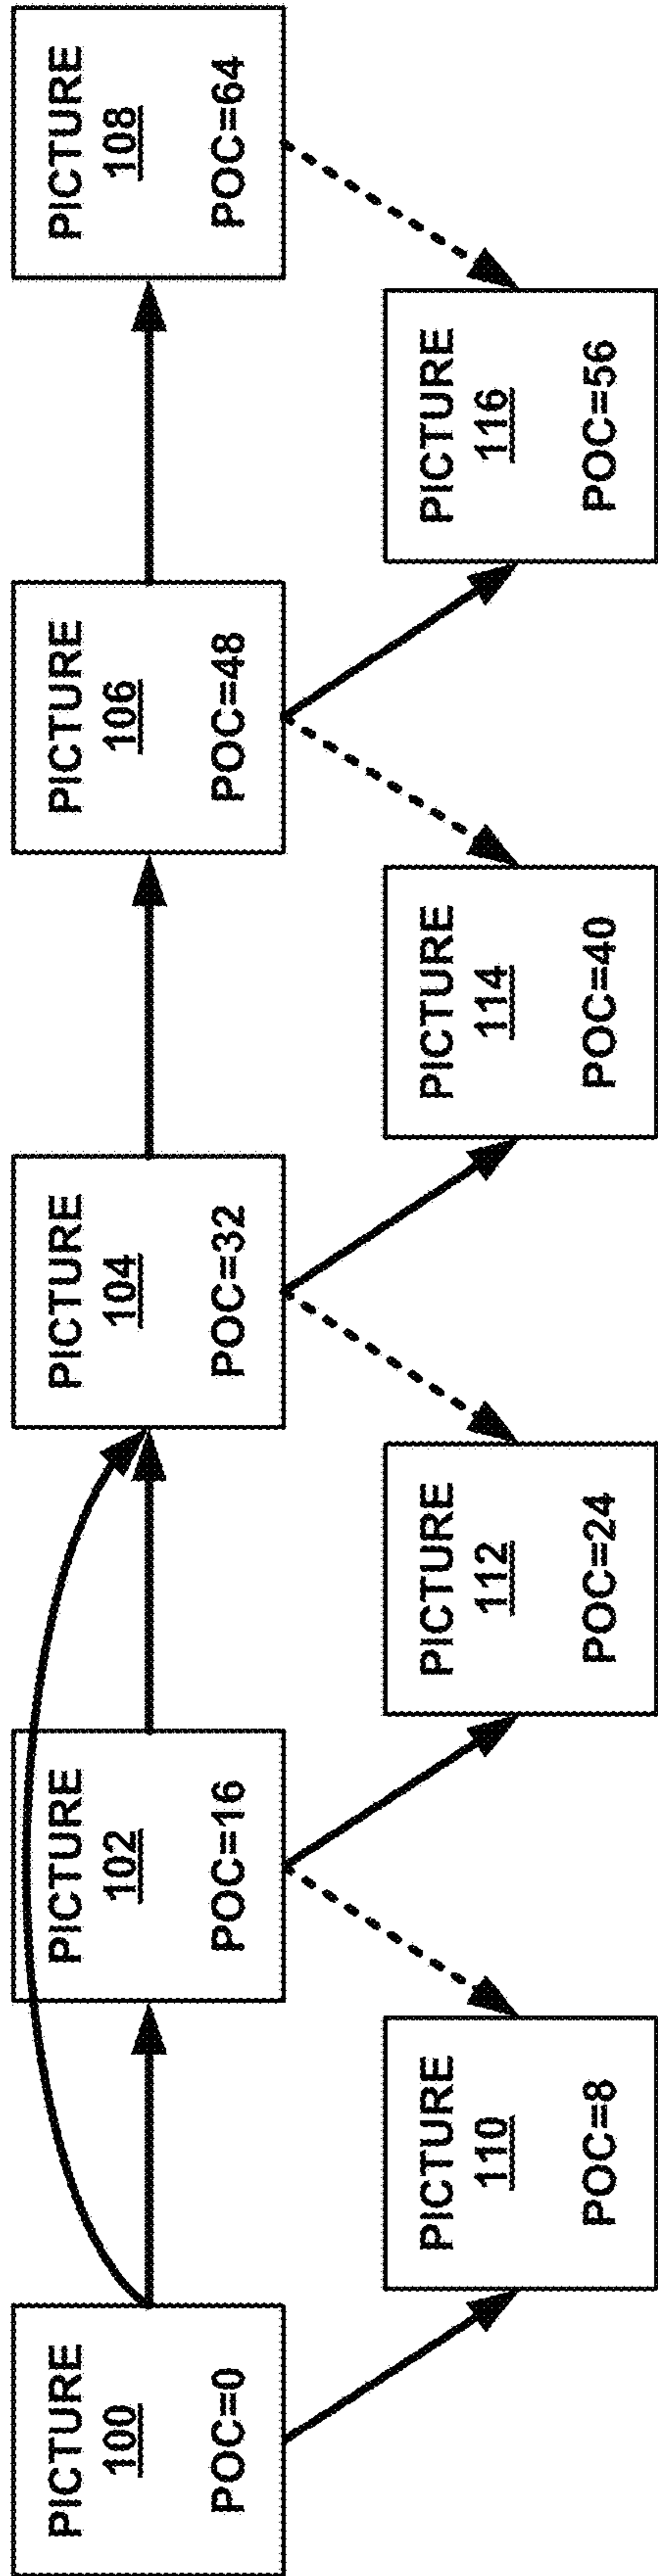 PICTURE
100
POC=0
PICTURE
102
POC=16
PICTURE
104
POC=32
PICTURE
106
POC=48
PICTURE
108
POC=64
PICTURE
110
POC=8
PICTURE
112
POC=24
PICTURE
114
POC=40
PICTURE
116
POC=56